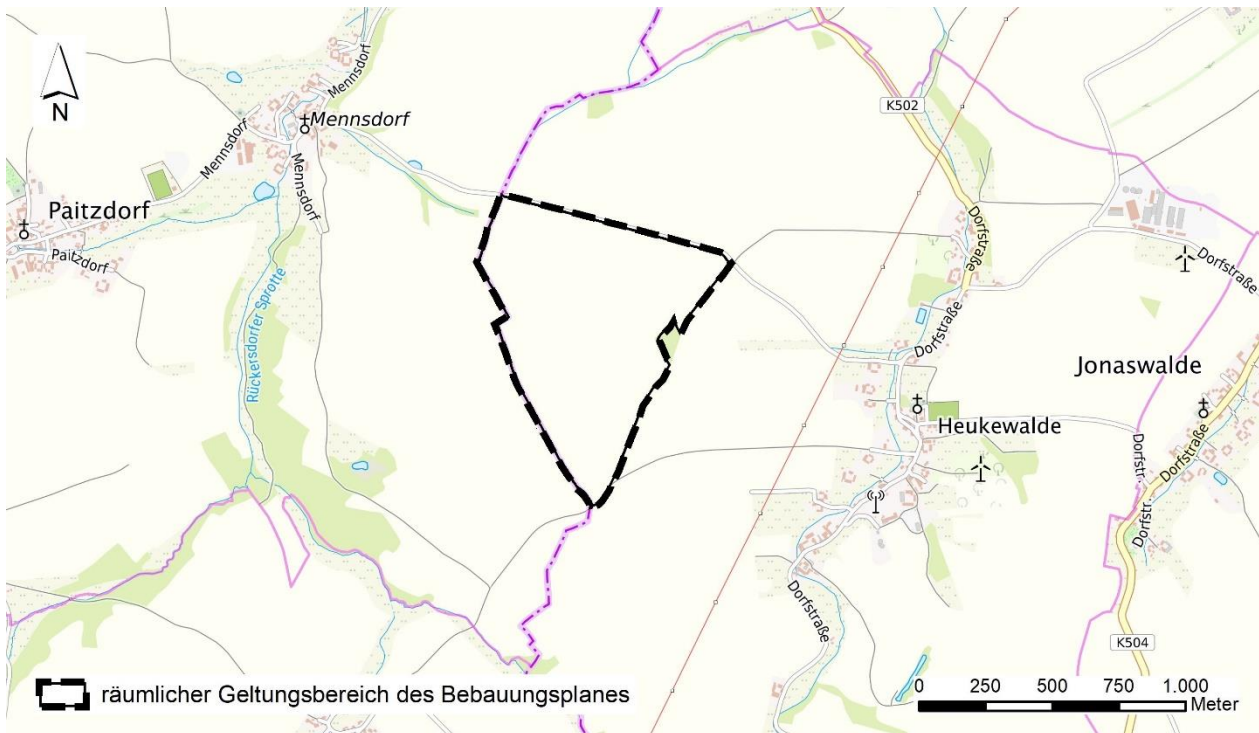 N
Mennsdorf
Mennsdorf
Mennsdorf
Mennsdorf
Paitzdorf
Paitzdorf
Rückersdorfer Sprotte
K502
Dorfstraße
Dorfstraße
Dorfstraße
Jonaswalde
Heukewalde
Dorfstr.
Dorfstraße
Dorfstr.
Dorfstraße
Dorfstraße
K504
räumlicher Geltungsbereich des Bebauungsplanes
0 250 500 750 1.000
Meter